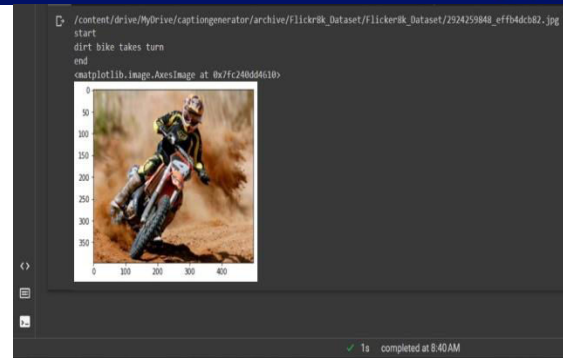 /content/drive/MyDrive/captiongenerator/archive/Flickr8k_Dataset/Flicker8k_Dataset/2924259848_effb4dcb82.jpg
start
dirt bike takes turn
end
<matplotlib.image.AxesImage at 0x7fc240dd4610>
0
50
100
150
200
250
300
350
0 100 200 300 400
✓ 1s completed at 8:40 AM